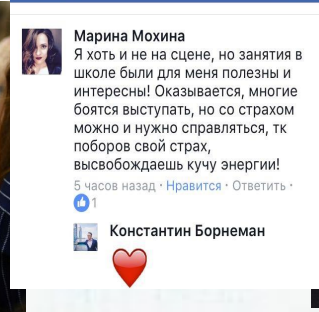 Марина Мохина
Я хоть и не на сцене, но занятия в
школе были для меня полезны и
интересны! Оказывается, многие
боятся выступать, но со страхом
можно и нужно справляться, тк
поборов свой страх,
высвобождаешь кучу энергии!
5 часов назад · Нравится · Ответить ·
1
Константин Борнеман